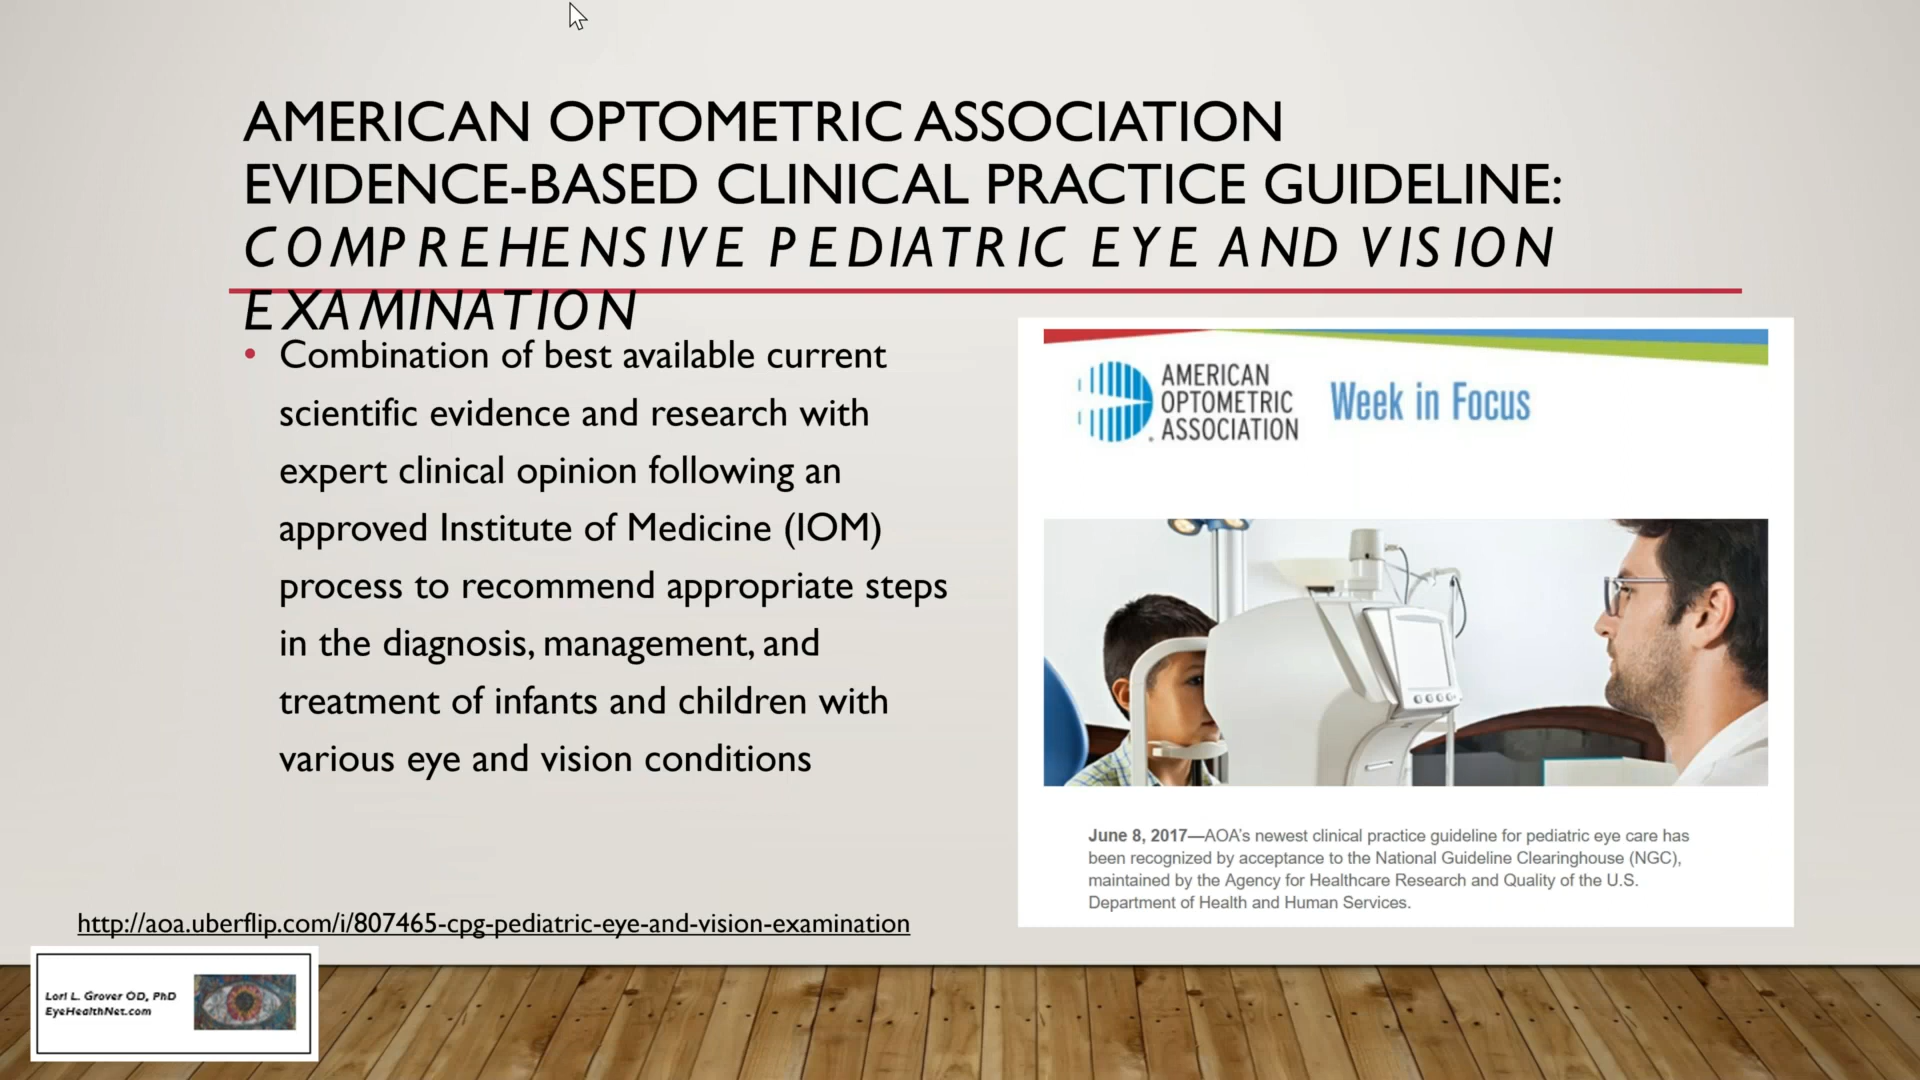 AMERICAN OPTOMETRIC ASSOCIATION
EVIDENCE-BASED CLINICAL PRACTICE GUIDELINE:
COMPREHENSIVE PEDIATRIC EYE AND VISION
EXAMINATION
• Combination of best available current
scientific evidence and research with
expert clinical opinion following an
approved Institute of Medicine (IOM)
process to recommend appropriate steps
in the diagnosis, management, and
treatment of infants and children with
various eye and vision conditions
http://aoa.uberflip.com/i/807465-cpg-pediatric-eye-and-vision-examination
AMERICAN
OPTOMETRIC
ASSOCIATION
Week in Focus
June 8, 2017—AOA's newest clinical practice guideline for pediatric eye care has
been recognized by acceptance to the National Guideline Clearinghouse (NGC),
maintained by the Agency for Healthcare Research and Quality of the U.S.
Department of Health and Human Services.
Lori L. Grover OD, PhD
EyeHealthNet.com